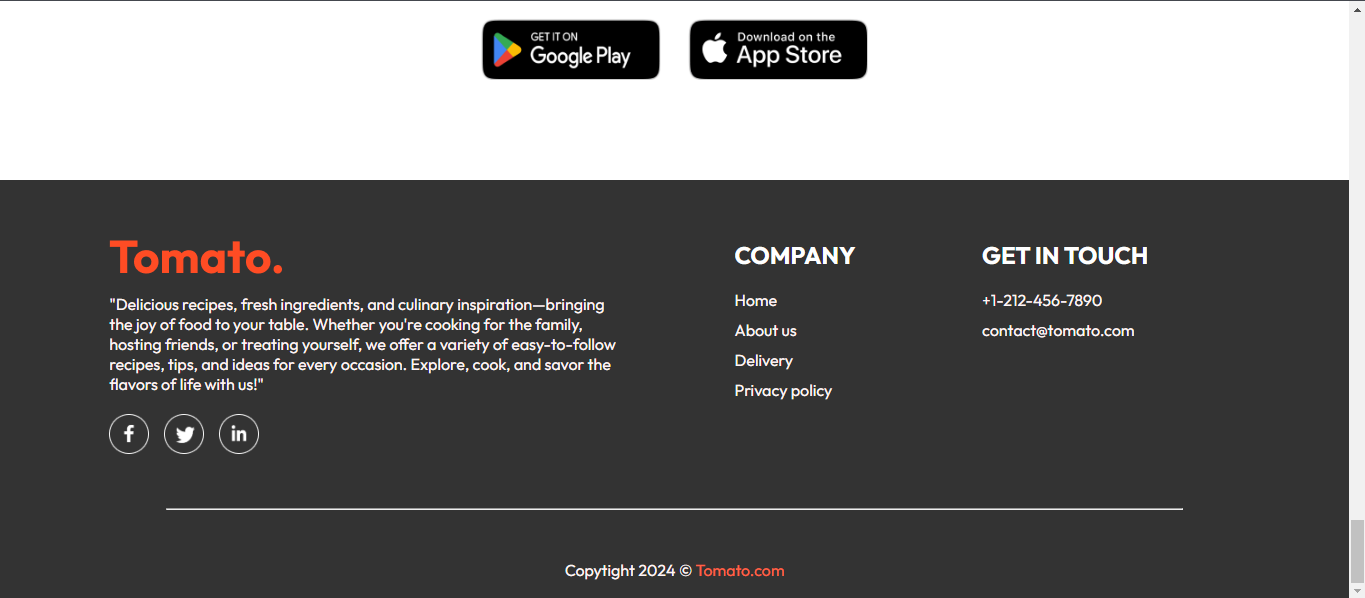 GET IT ON
Google Play
Download on the
App Store
Tomato.
"Delicious recipes, fresh ingredients, and culinary inspiration—bringing
the joy of food to your table. Whether you're cooking for the family,
hosting friends, or treating yourself, we offer a variety of easy-to-follow
recipes, tips, and ideas for every occasion. Explore, cook, and savor the
flavors of life with us!"
f
in
COMPANY
Home
About us
Delivery
Privacy policy
GET IN TOUCH
+1-212-456-7890
contact@tomato.com
Copytight 2024 © Tomato.com